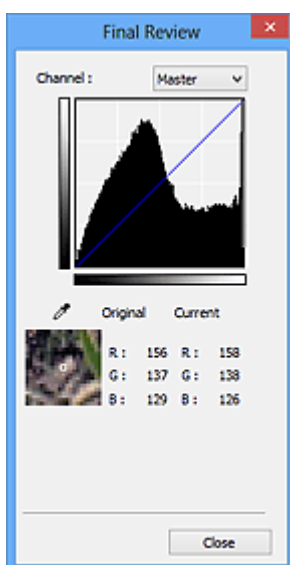 Final Review
Channel : Master
Original Current
R : 156 R : 158
G : 137 G : 138
B : 129 B : 126
Close